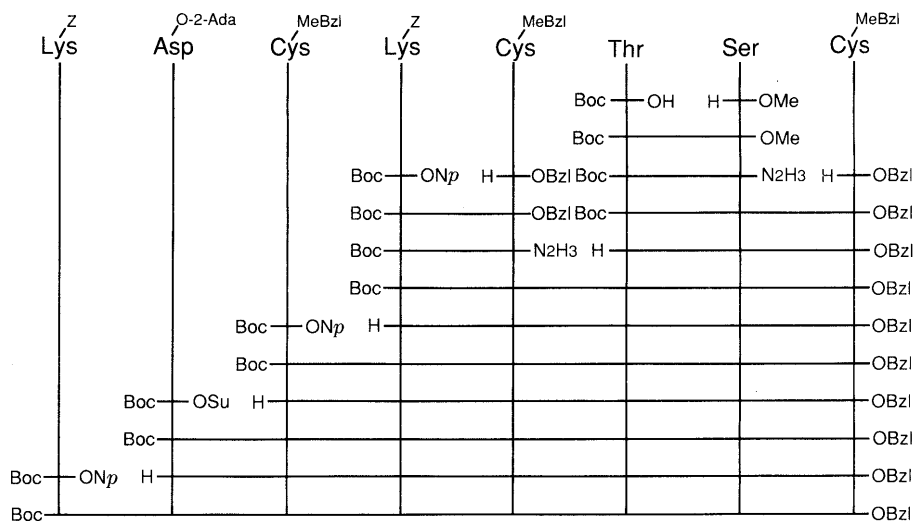 Z O-2-Ada MeBzl Z MeBzl MeBzl
Lys Asp Cys Lys Cys Thr Ser Cys
Boc OH H OMe
Boc OMe
Boc ONp H OBzl Boc N2H3 H OBzl
Boc OBzl Boc OBzl
Boc N2H3 H OBzl
Boc OBzl
Boc ONp H OBzl
Boc OBzl
Boc OSu H OBzl
Boc OBzl
Boc ONp H OBzl
Boc OBzl